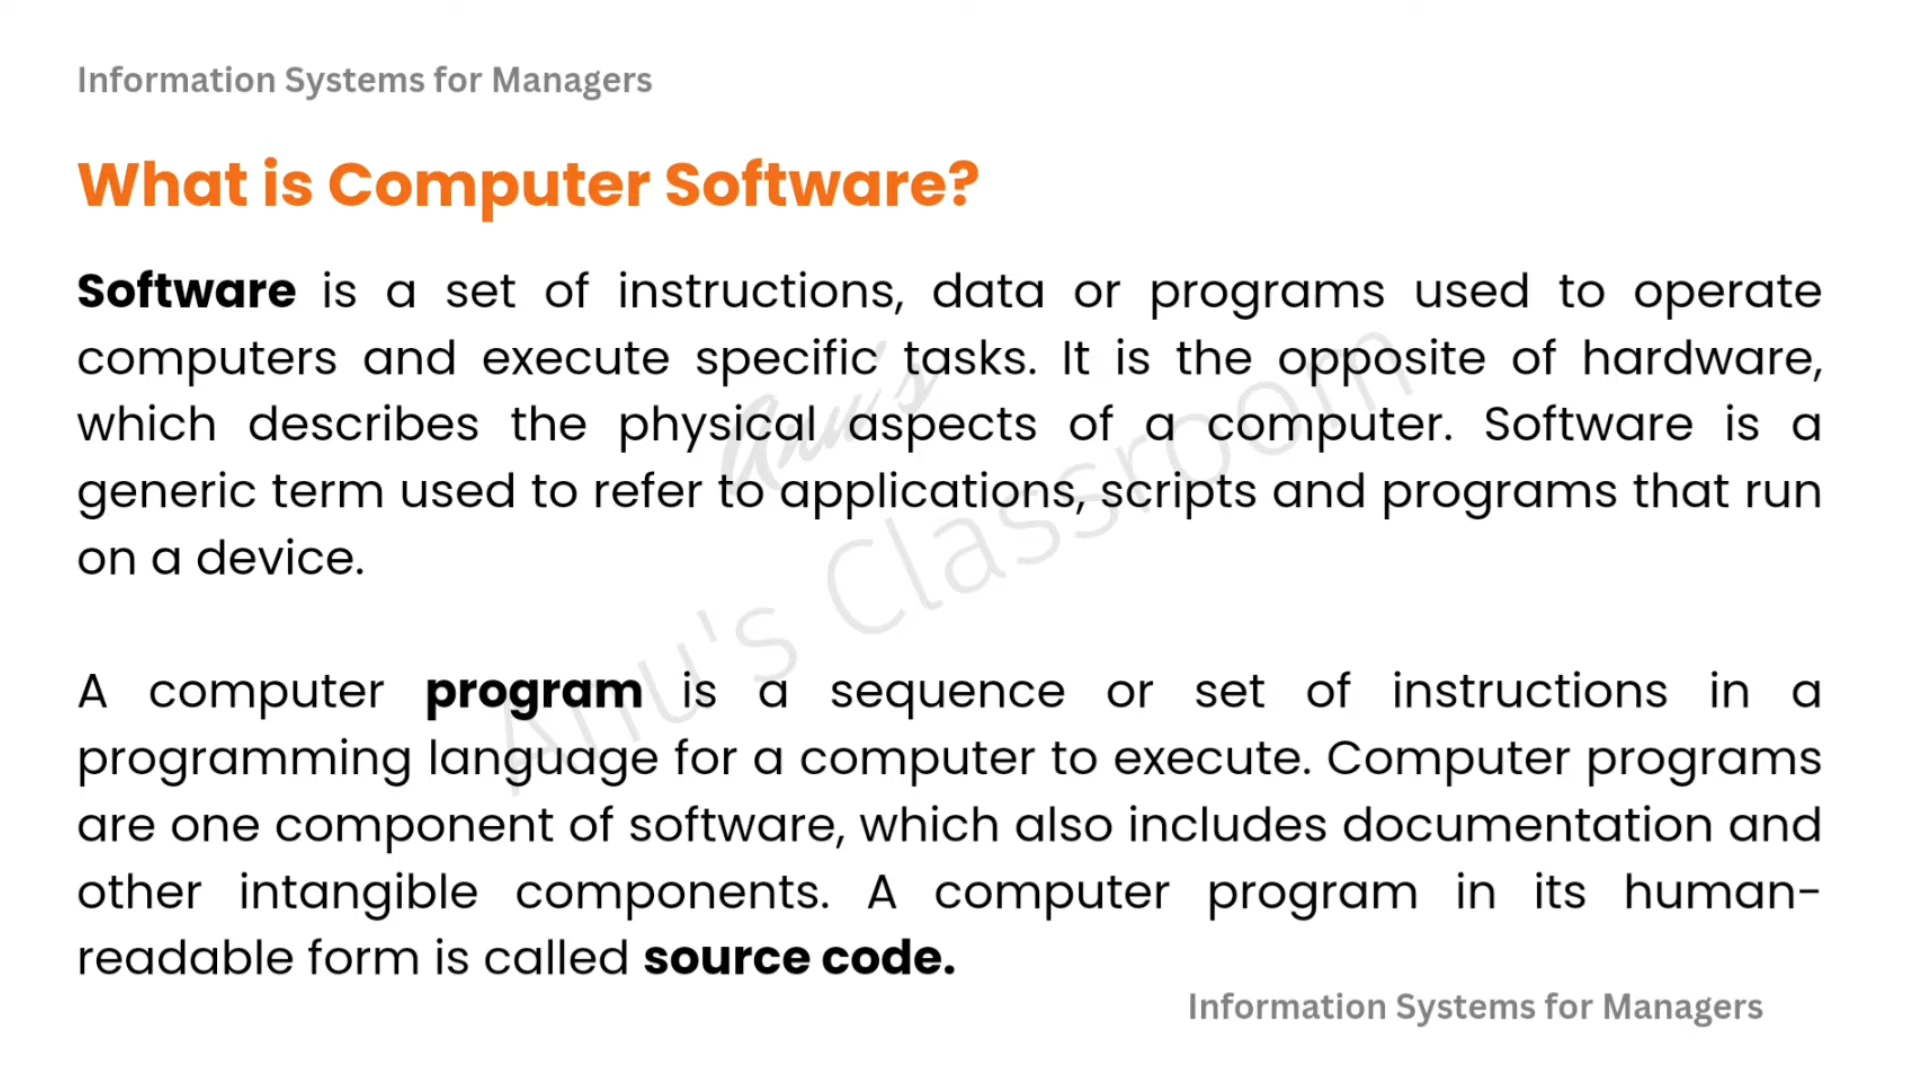 Information Systems for Managers
What is Computer Software?
Software is a set of instructions, data or programs used to operate
computers and execute specific tasks. It is the opposite of hardware,
which describes the physical aspects of a computer. Software is a
generic term used to refer to applications, scripts and programs that run
on a device.
A computer program is a sequence or set of instructions in a
programming language for a computer to execute. Computer programs
are one component of software, which also includes documentation and
other intangible components. A computer program in its human-
readable form is called source code.
Information Systems for Managers
Anu's
Anu's Classroom